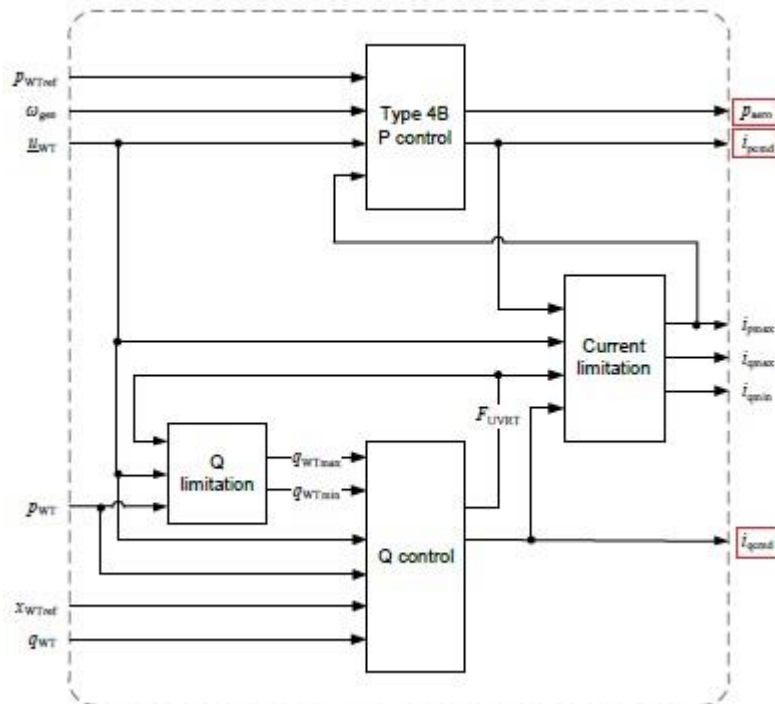 p_WTref
ω_gen
u_WT
Type 4B
P control
p_aero
i_pcmd
Current
limitation
i_pmax
i_qmax
i_qmin
F_UVRT
Q
limitation
q_WTmax
q_WTmin
p_WT
Q control
i_qcmd
x_WTref
q_WT